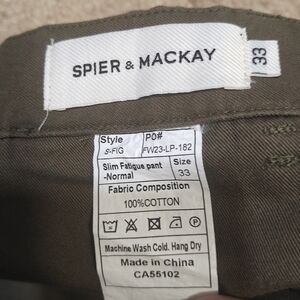 SPIER & MACKAY
33
Style PO#
S-FIG FW23-LP-182
Slim Fatigue pant Size
-Normal 33
Fabric Composition
100%COTTON
Machine Wash Cold. Hang Dry
Made in China
CA55102